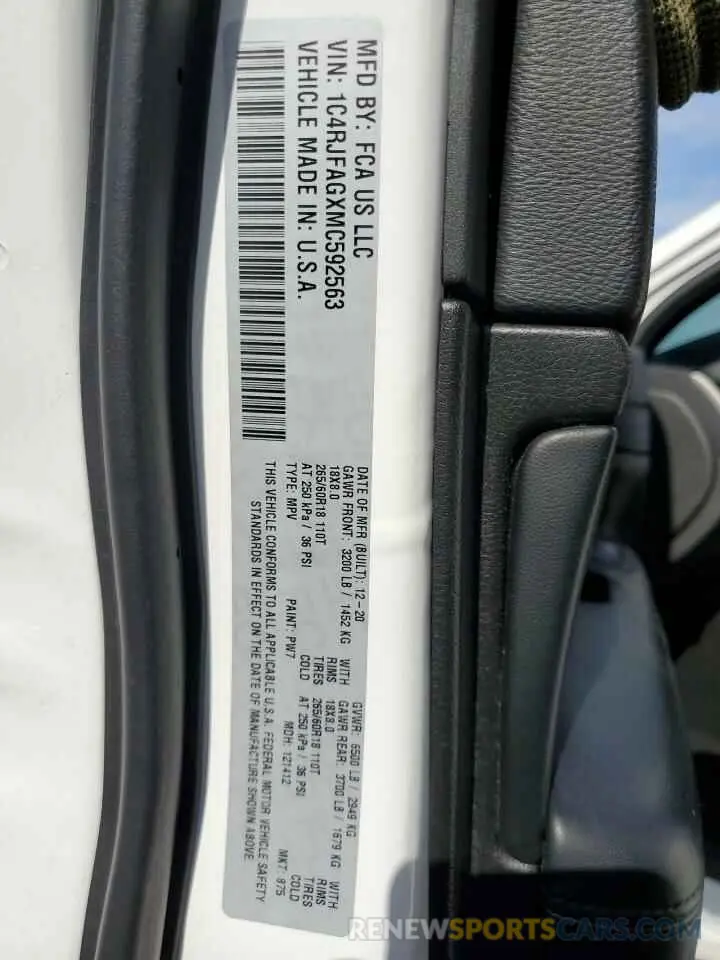 MFD BY: FCA US LLC
VIN: 1C4RJFAGXMC592563
VEHICLE MADE IN: U.S.A.
DATE OF MFR (BUILT): 12-20 GVWR: 6500 LB / 2949 KG
GAWR FRONT: 3200 LB / 1452 KG WITH GAWR REAR: 3700 LB / 1679 KG WITH
18X8.0 RIMS 18X8.0 RIMS
265/60R18 110T TIRES 265/60R18 110T TIRES
AT 250 kPa / 36 PSI COLD AT 250 kPa / 36 PSI COLD
TYPE: MPV PAINT: PW7 MDH: 121412 MKT: 875
THIS VEHICLE CONFORMS TO ALL APPLICABLE U.S.A. FEDERAL MOTOR VEHICLE SAFETY
STANDARDS IN EFFECT ON THE DATE OF MANUFACTURE SHOWN ABOVE
RENEWSPORTSCARS.COM